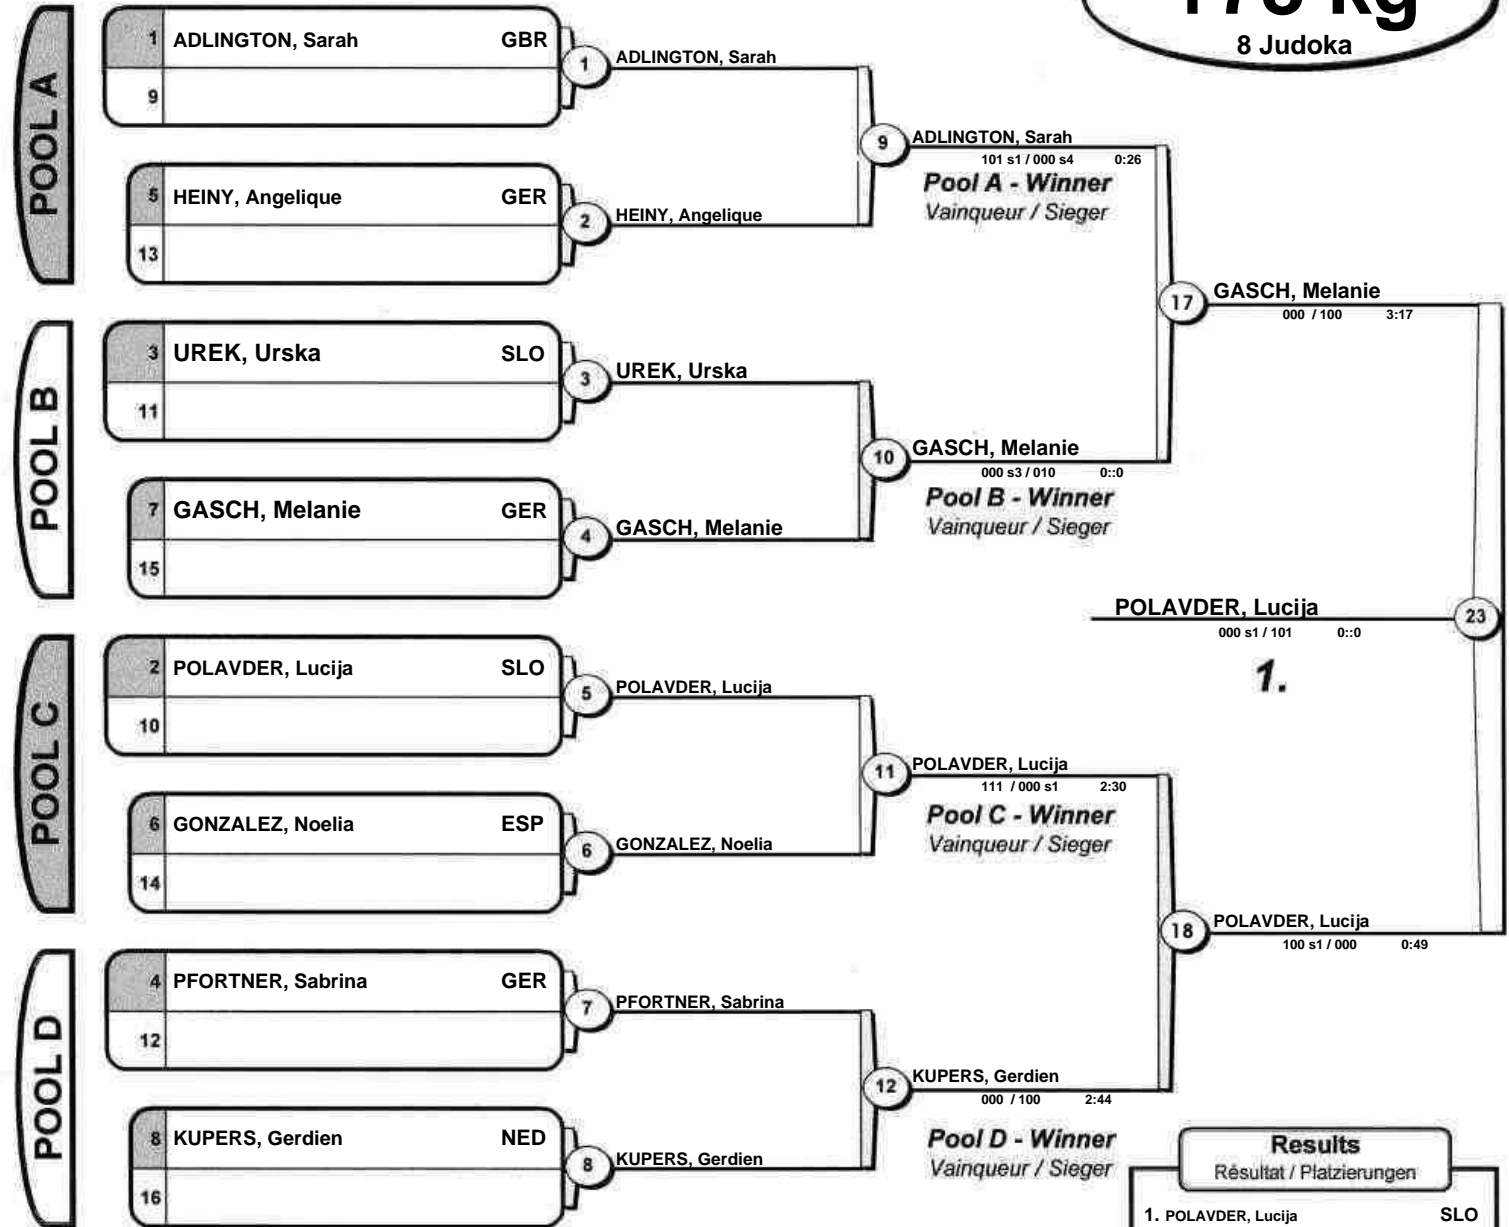 8 Judoka
POOL A
1 ADLINGTON, Sarah GBR
9
1 ADLINGTON, Sarah
5 HEINY, Angelique GER
13
2 HEINY, Angelique
9 ADLINGTON, Sarah
101 s1 / 000 s4 0:26
Pool A - Winner
Vainqueur / Sieger
POOL B
3 UREK, Urska SLO
11
3 UREK, Urska
7 GASCH, Melanie GER
15
4 GASCH, Melanie
10 GASCH, Melanie
000 s3 / 010 0::0
Pool B - Winner
Vainqueur / Sieger
17 GASCH, Melanie
000 / 100 3:17
POLAVDER, Lucija 23
000 s1 / 101 0::0
1.
POOL C
2 POLAVDER, Lucija SLO
10
5 POLAVDER, Lucija
6 GONZALEZ, Noelia ESP
14
6 GONZALEZ, Noelia
11 POLAVDER, Lucija
111 / 000 s1 2:30
Pool C - Winner
Vainqueur / Sieger
18 POLAVDER, Lucija
100 s1 / 000 0:49
POOL D
4 PFORTNER, Sabrina GER
12
7 PFORTNER, Sabrina
8 KUPERS, Gerdien NED
16
8 KUPERS, Gerdien
12 KUPERS, Gerdien
000 / 100 2:44
Pool D - Winner
Vainqueur / Sieger
Results
Résultat / Platzierungen
1. POLAVDER, Lucija SLO